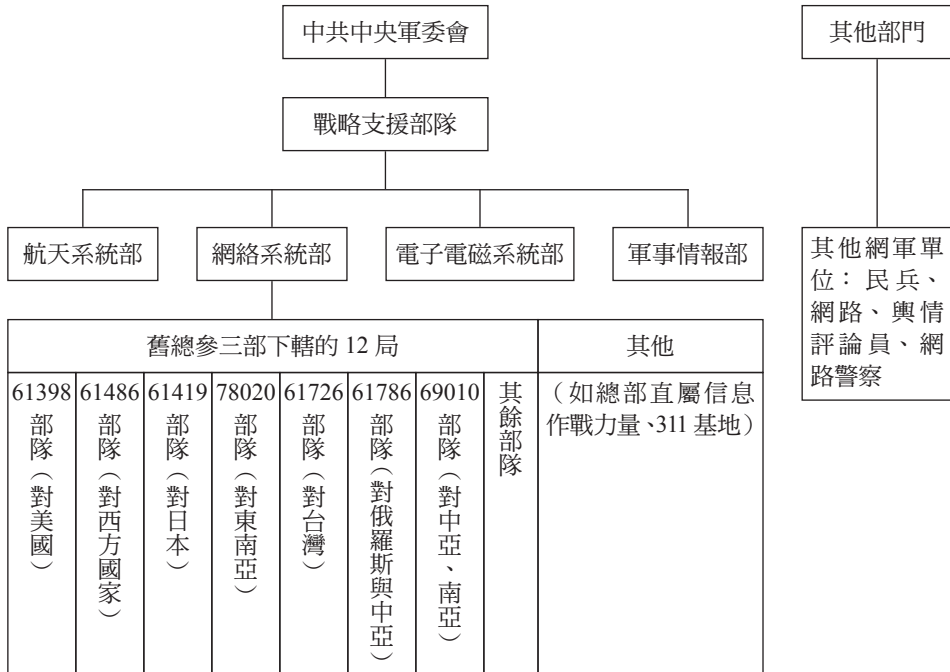 中共中央軍委會
其他部門
戰略支援部隊
航天系統部
網絡系統部
電子電磁系統部
軍事情報部
其他網軍單
位：民兵、
網路、輿情
評論員、網
路警察
舊總參三部下轄的 12 局
其他
61398
部隊（對美國）
61486
部隊（對西方國家）
61419
部隊（對日本）
78020
部隊（對東南亞）
61726
部隊（對台灣）
61786
部隊（對俄羅斯與中亞）
69010
部隊（對中亞、南亞）
其餘部隊
（如總部直屬信息
作戰力量、311 基地）